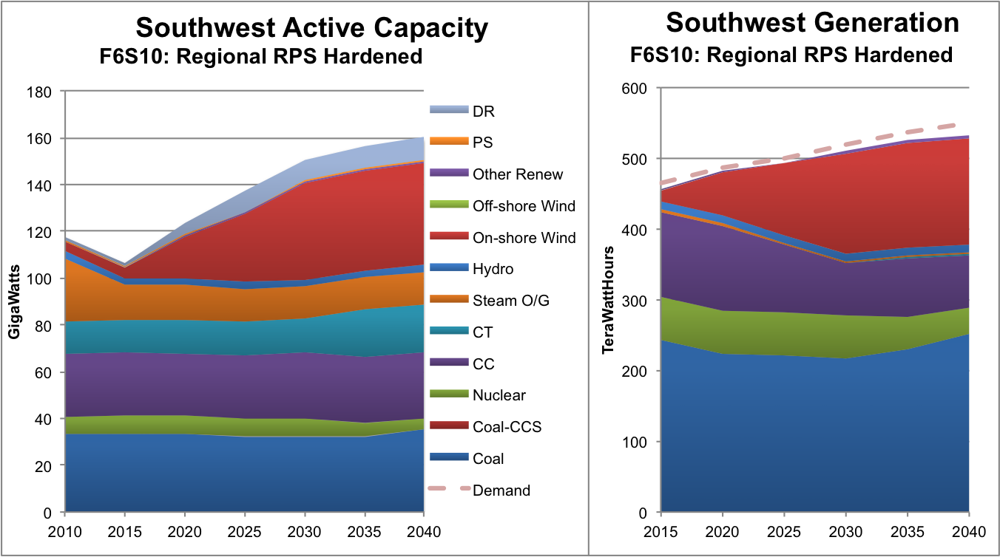 Southwest Active Capacity
F6S10: Regional RPS Hardened
GigaWatts
180
160
140
120
100
80
60
40
20
0
2010 2015 2020 2025 2030 2035 2040
DR
PS
Other Renew
Off-shore Wind
On-shore Wind
Hydro
Steam O/G
CT
CC
Nuclear
Coal-CCS
Coal
Demand
Southwest Generation
F6S10: Regional RPS Hardened
TeraWattHours
600
500
400
300
200
100
0
2015 2020 2025 2030 2035 2040